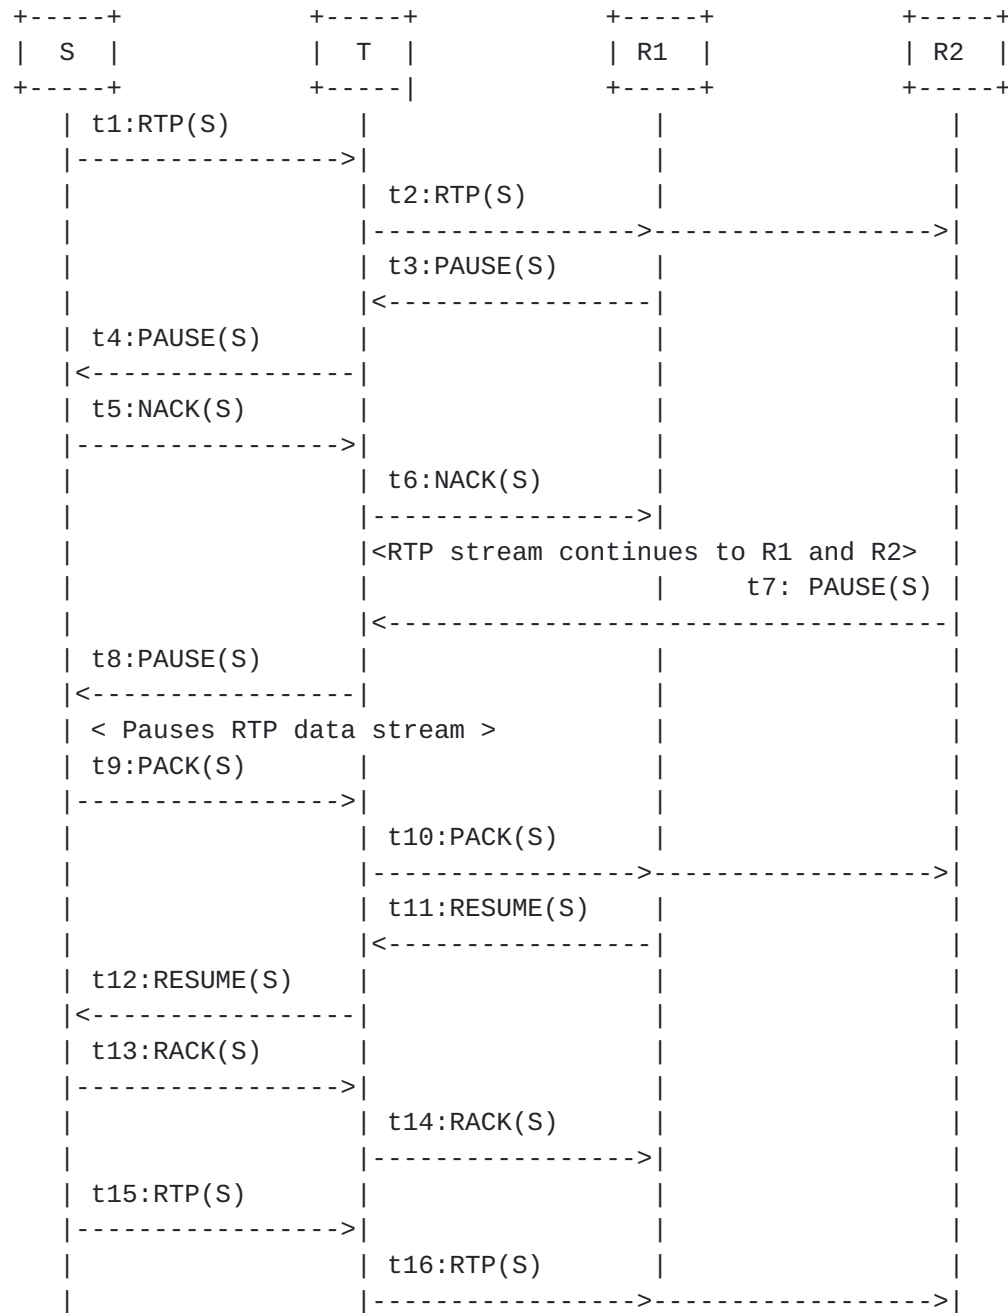 +-----+            +-----+            +-----+            +-----+
|  S  |            |  T  |            | R1  |            | R2  |
+-----+            +-----|            +-----+            +-----+
   | t1:RTP(S)        |                  |                  |
   |----------------->|                  |                  |
   |                  | t2:RTP(S)        |                  |
   |                  |----------------->------------------>|
   |                  | t3:PAUSE(S)      |                  |
   |                  |<-----------------|                  |
   | t4:PAUSE(S)      |                  |                  |
   |<-----------------|                  |                  |
   | t5:NACK(S)       |                  |                  |
   |----------------->|                  |                  |
   |                  | t6:NACK(S)       |                  |
   |                  |----------------->|                  |
   |                  |<RTP stream continues to R1 and R2>  |
   |                  |                  |     t7: PAUSE(S) |
   |                  |<------------------------------------|
   | t8:PAUSE(S)      |                  |                  |
   |<-----------------|                  |                  |
   | < Pauses RTP data stream >          |                  |
   | t9:PACK(S)       |                  |                  |
   |----------------->|                  |                  |
   |                  | t10:PACK(S)      |                  |
   |                  |----------------->------------------>|
   |                  | t11:RESUME(S)    |                  |
   |                  |<-----------------|                  |
   | t12:RESUME(S)    |                  |                  |
   |<-----------------|                  |                  |
   | t13:RACK(S)      |                  |                  |
   |----------------->|                  |                  |
   |                  | t14:RACK(S)      |                  |
   |                  |----------------->|                  |
   | t15:RTP(S)       |                  |                  |
   |----------------->|                  |                  |
   |                  | t16:RTP(S)       |                  |
   |                  |----------------->------------------>|